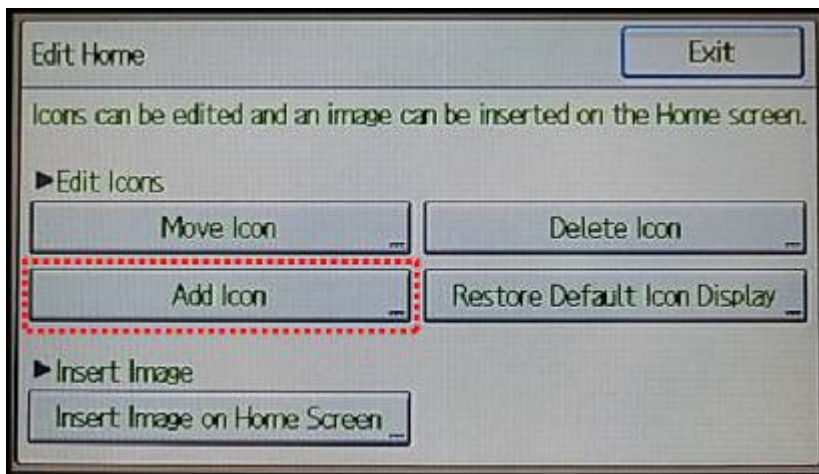 Edit Home
Exit
Icons can be edited and an image can be inserted on the Home screen.
►Edit Icons
Move Icon
Delete Icon
Add Icon
Restore Default Icon Display
►Insert Image
Insert Image on Home Screen